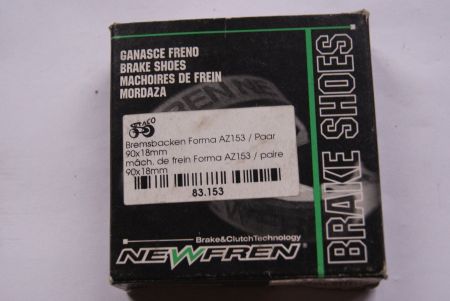 GANASCE FRENO
BRAKE SHOES
MACHOIRES DE FREIN
MORDAZA
Bremsbacken Forma AZ153 / Paar
90x18mm
mâch. de frein Forma AZ153 / paire
90x18mm
83.153
Brake&ClutchTechnology
NEWFREN
BRAKE SHOES